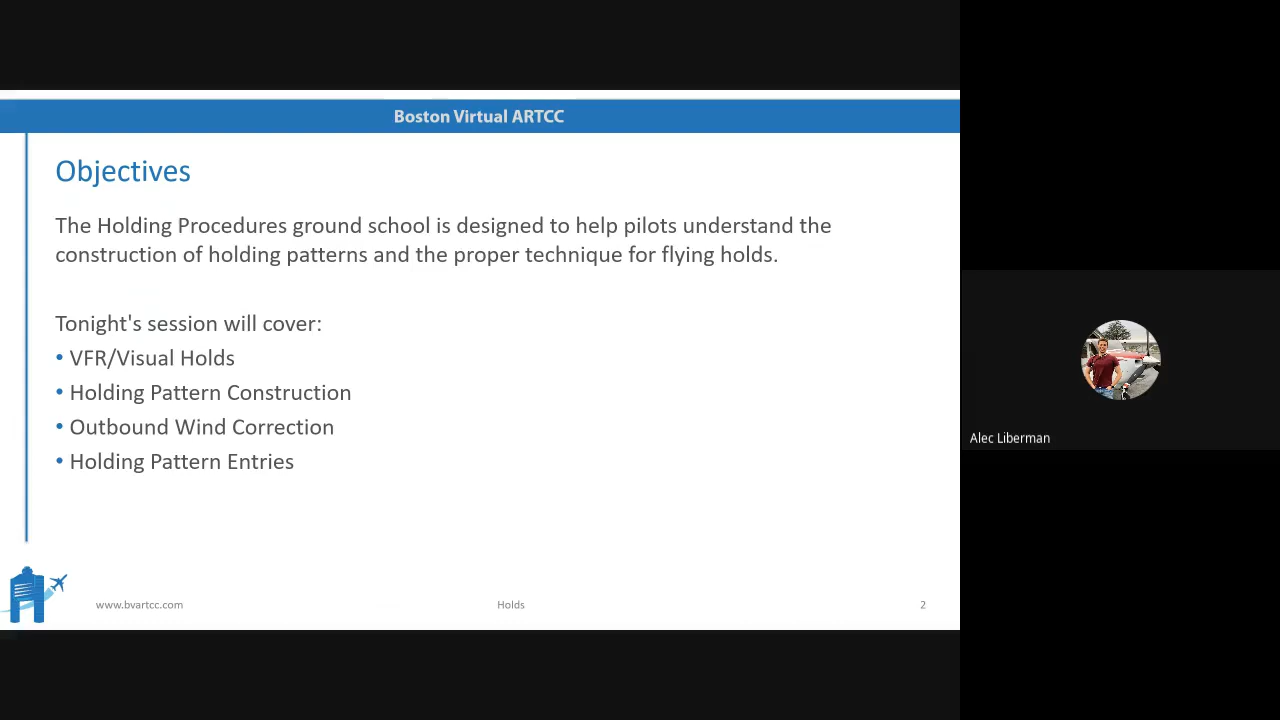 Boston Virtual ARTCC
Objectives
The Holding Procedures ground school is designed to help pilots understand the
construction of holding patterns and the proper technique for flying holds.
Tonight's session will cover:
• VFR/Visual Holds
• Holding Pattern Construction
• Outbound Wind Correction
• Holding Pattern Entries
www.bvartcc.com
Holds
2
Alec Liberman